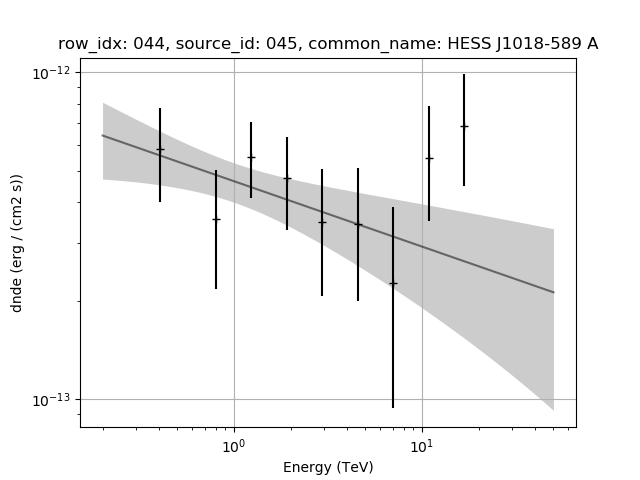 row_idx: 044, source_id: 045, common_name: HESS J1018-589 A
dnde (erg / (cm2 s))
10⁻¹²
10⁻¹³
10⁰
10¹
Energy (TeV)